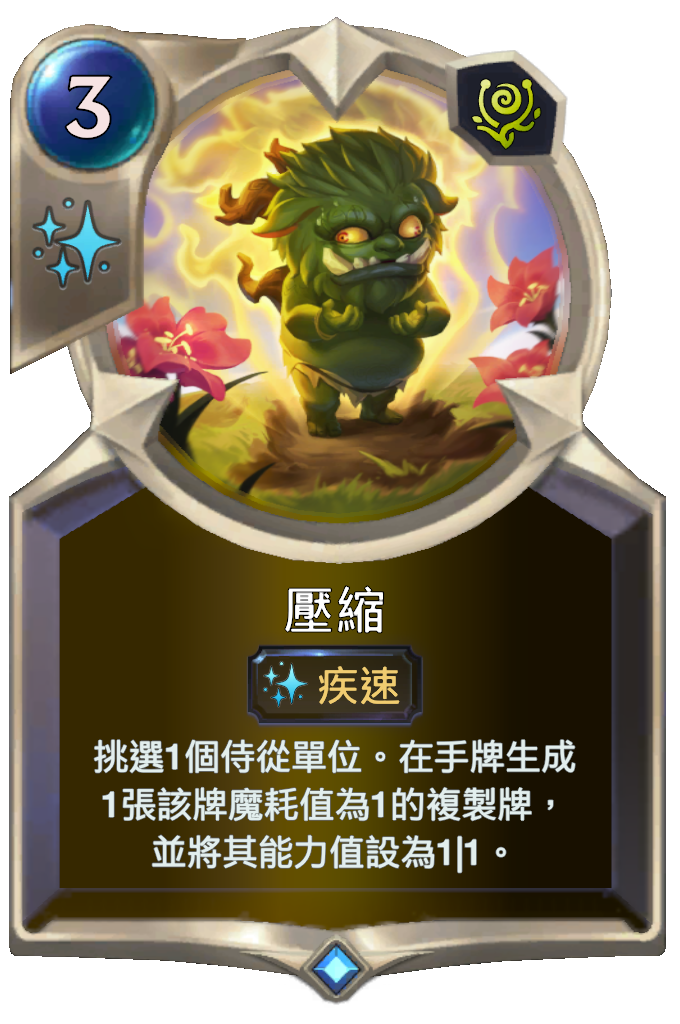 3
壓縮
疾速
挑選1個侍從單位。在手牌生成
1張該牌魔耗值為1的複製牌，
並將其能力值設為1|1。